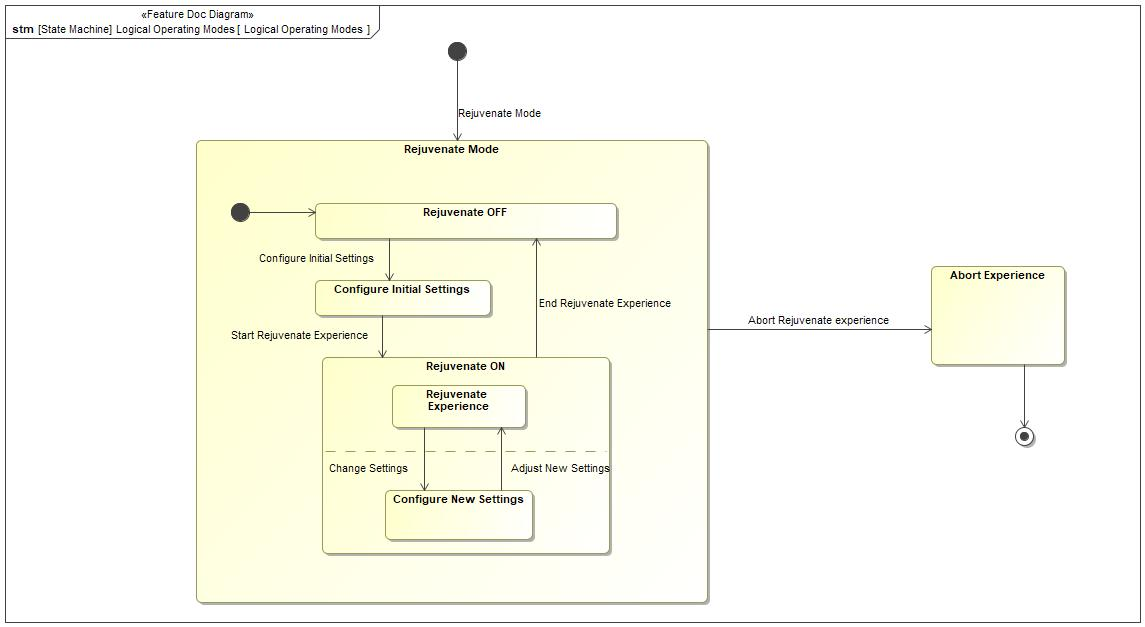 «Feature Doc Diagram»
stm [State Machine] Logical Operating Modes [ Logical Operating Modes ]
Rejuvenate Mode
Rejuvenate Mode
Rejuvenate OFF
Configure Initial Settings
Configure Initial Settings
End Rejuvenate Experience
Start Rejuvenate Experience
Rejuvenate ON
Rejuvenate
Experience
Change Settings
Adjust New Settings
Configure New Settings
Abort Rejuvenate experience
Abort Experience